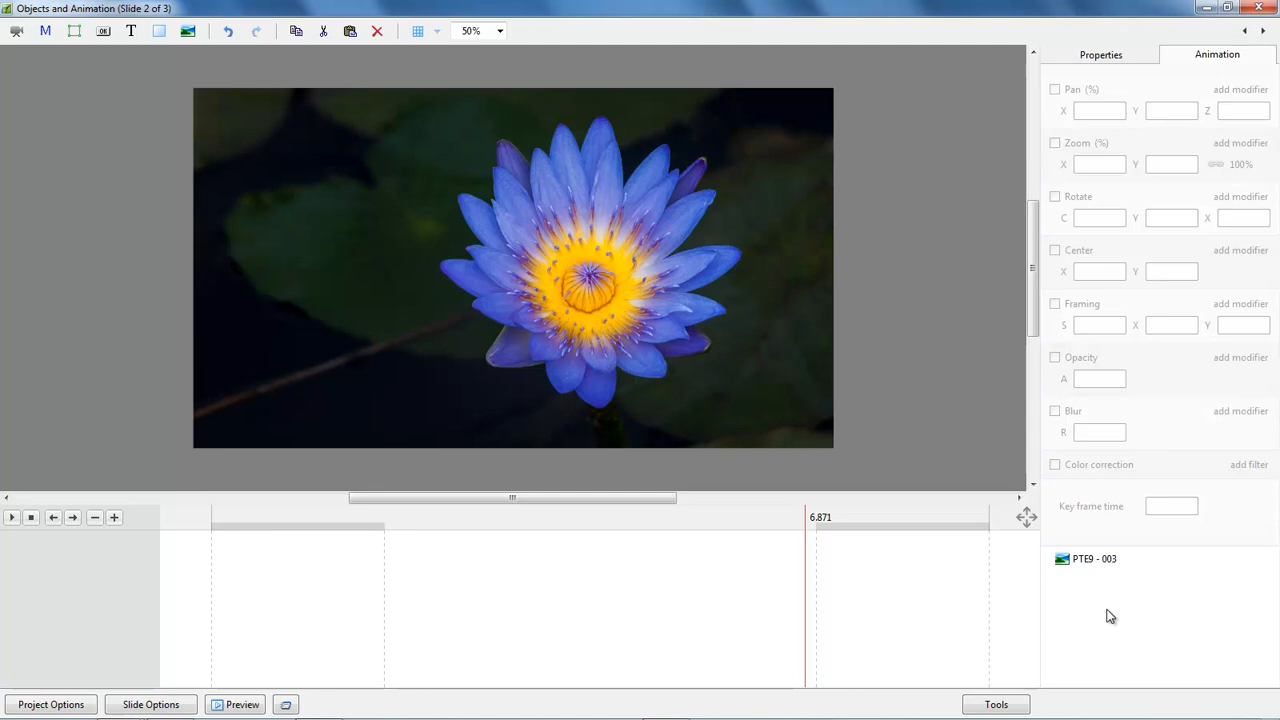 Objects and Animation (Slide 2 of 3)
M OK T 50%
Properties Animation
Pan (%) add modifier
X Y Z
Zoom (%) add modifier
X Y 100%
Rotate add modifier
C Y X
Center add modifier
X Y
Framing add modifier
S X Y
Opacity add modifier
A
Blur add modifier
R
Color correction add filter
Key frame time
6.871
PTE9 - 003
Project Options Slide Options Preview Tools